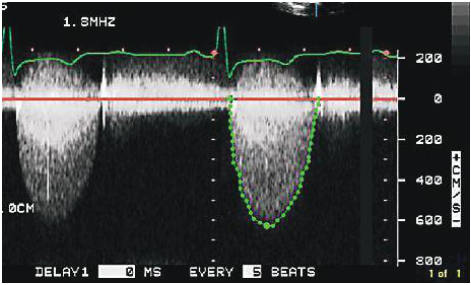 1.8MHZ
200
0
200
400
600
800
+CM/S-
.0CM
DELAY1 0 MS EVERY 5 BEATS
1 of 1